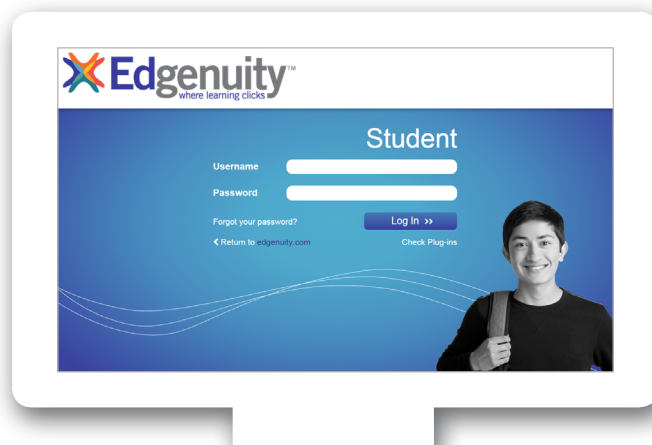 Edgenuity™
where learning clicks
Student
Username
Password
Forgot your password?
Log In ››
‹ Return to edgenuity.com
Check Plug-ins